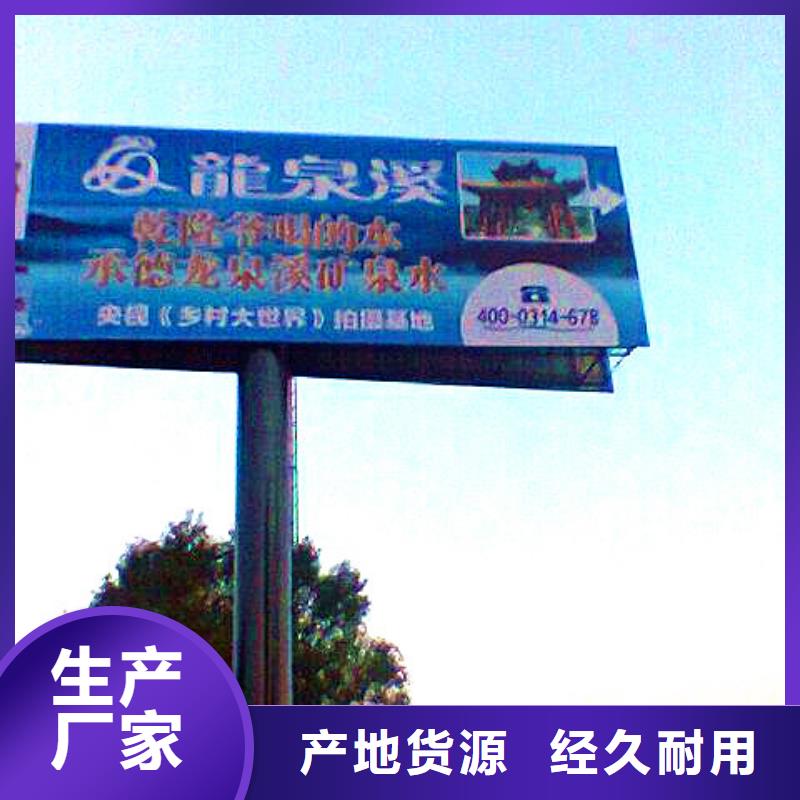 龍泉溪
乾隆爷喝的水
承德龙泉溪矿泉水
央视《乡村大世界》拍摄基地
400-0314-678
生产
厂家
产地货源 经久耐用